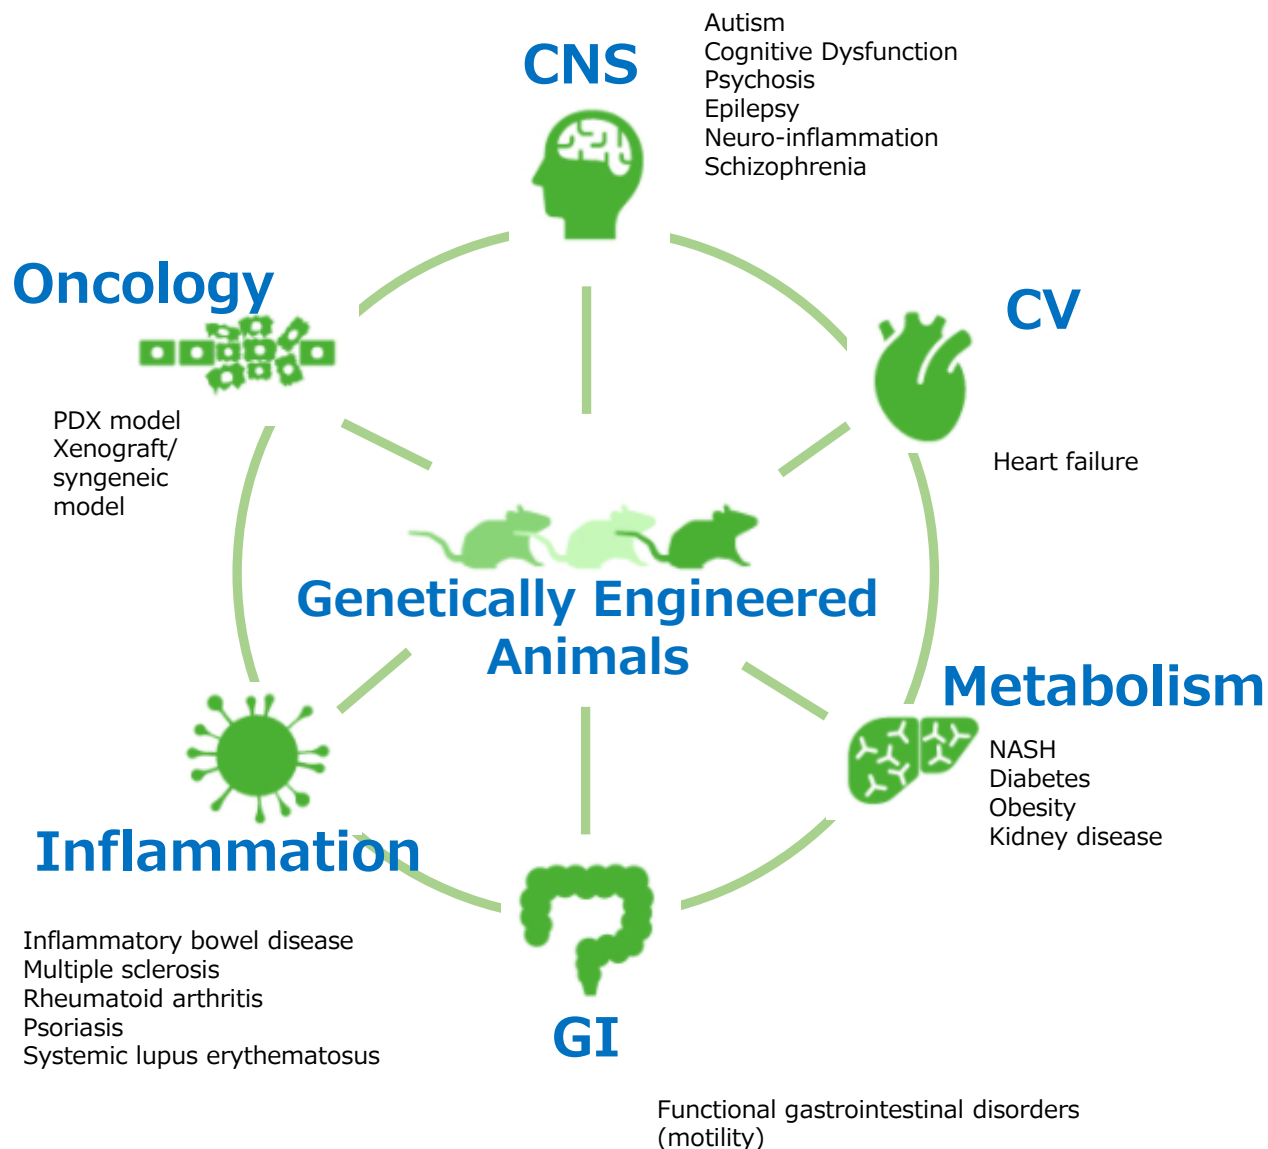 CNS
Autism
Cognitive Dysfunction
Psychosis
Epilepsy
Neuro-inflammation
Schizophrenia
Oncology
PDX model
Xenograft/
syngeneic
model
CV
Heart failure
Genetically Engineered
Animals
Metabolism
NASH
Diabetes
Obesity
Kidney disease
Inflammation
Inflammatory bowel disease
Multiple sclerosis
Rheumatoid arthritis
Psoriasis
Systemic lupus erythematosus
GI
Functional gastrointestinal disorders
(motility)